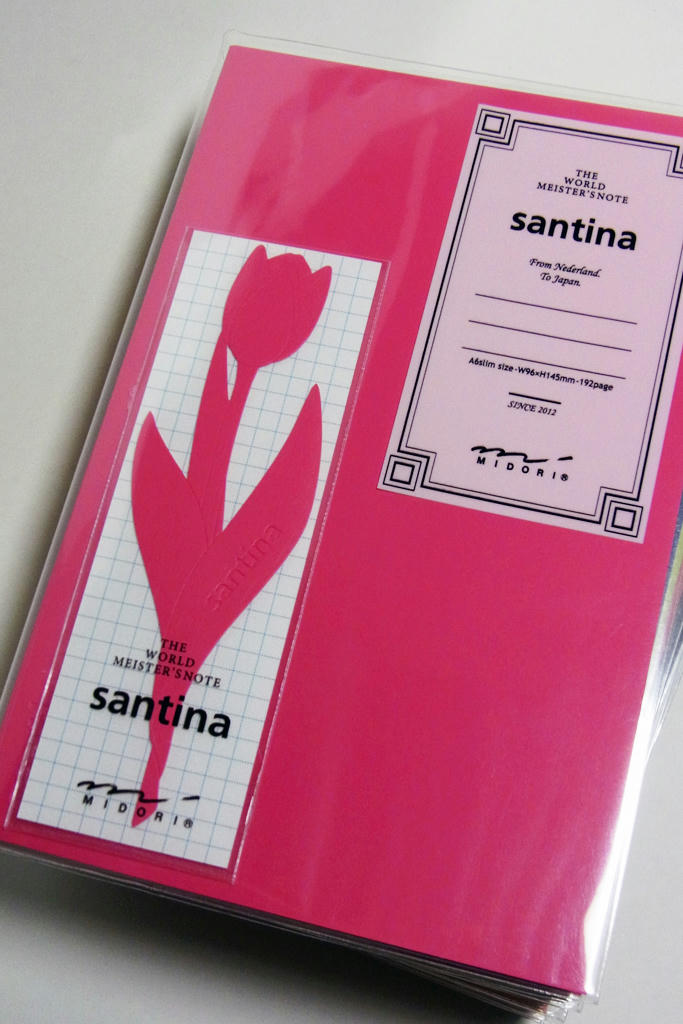 THE
WORLD
MEISTER'S NOTE
santina
From Nederland.
To Japan.
A6slim size-W96×H145mm-192page
SINCE 2012
MIDORI®
santina
THE
WORLD
MEISTER'S NOTE
santina
MIDORI®